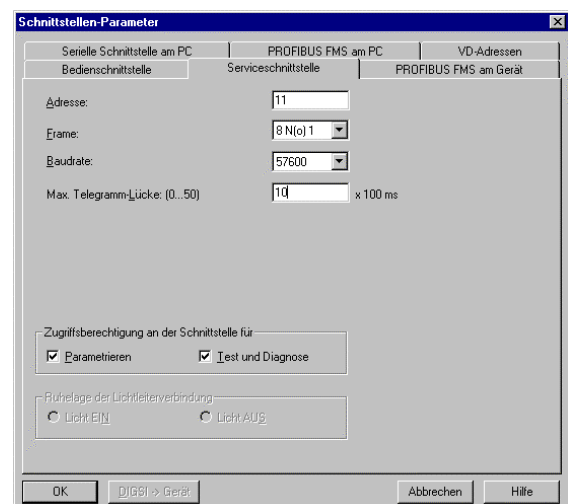 Schnittstellen-Parameter
Serielle Schnittstelle am PC PROFIBUS FMS am PC VD-Adressen
Bedienschnittstelle Serviceschnittstelle PROFIBUS FMS am Gerät
Adresse: 11
Frame: 8 N(o) 1
Baudrate: 57600
Max. Telegramm-Lücke: (0...50) 10 x 100 ms
Zugriffsberechtigung an der Schnittstelle für
Parametrieren Test und Diagnose
Ruhelage der Lichtleiterverbindung
Licht EIN Licht AUS
OK DIGSI -> Gerät Abbrechen Hilfe